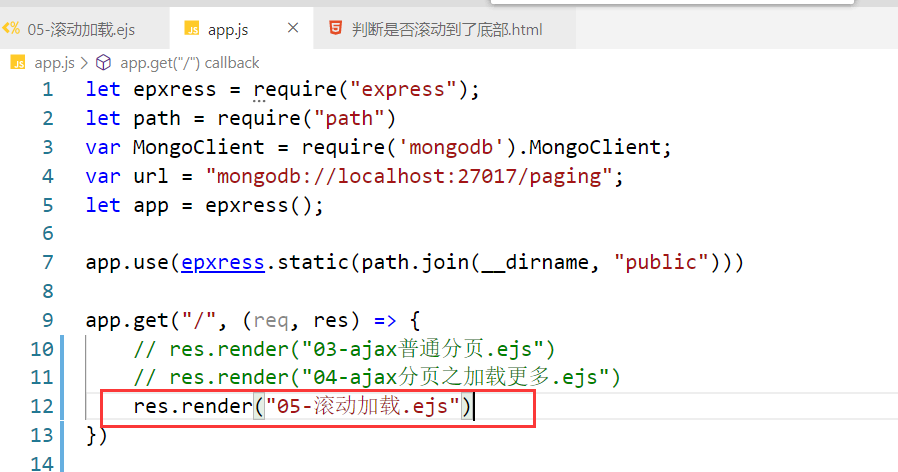 05-滚动加载.ejs JS app.js × 判断是否滚动到了底部.html
JS app.js > app.get("/") callback
1 let epxress = require("express");
2 let path = require("path")
3 var MongoClient = require('mongodb').MongoClient;
4 var url = "mongodb://localhost:27017/paging";
5 let app = epxress();
6
7 app.use(epxress.static(path.join(__dirname, "public")))
8
9 app.get("/", (req, res) => {
10 // res.render("03-ajax普通分页.ejs")
11 // res.render("04-ajax分页之加载更多.ejs")
12 res.render("05-滚动加载.ejs")
13 })
14